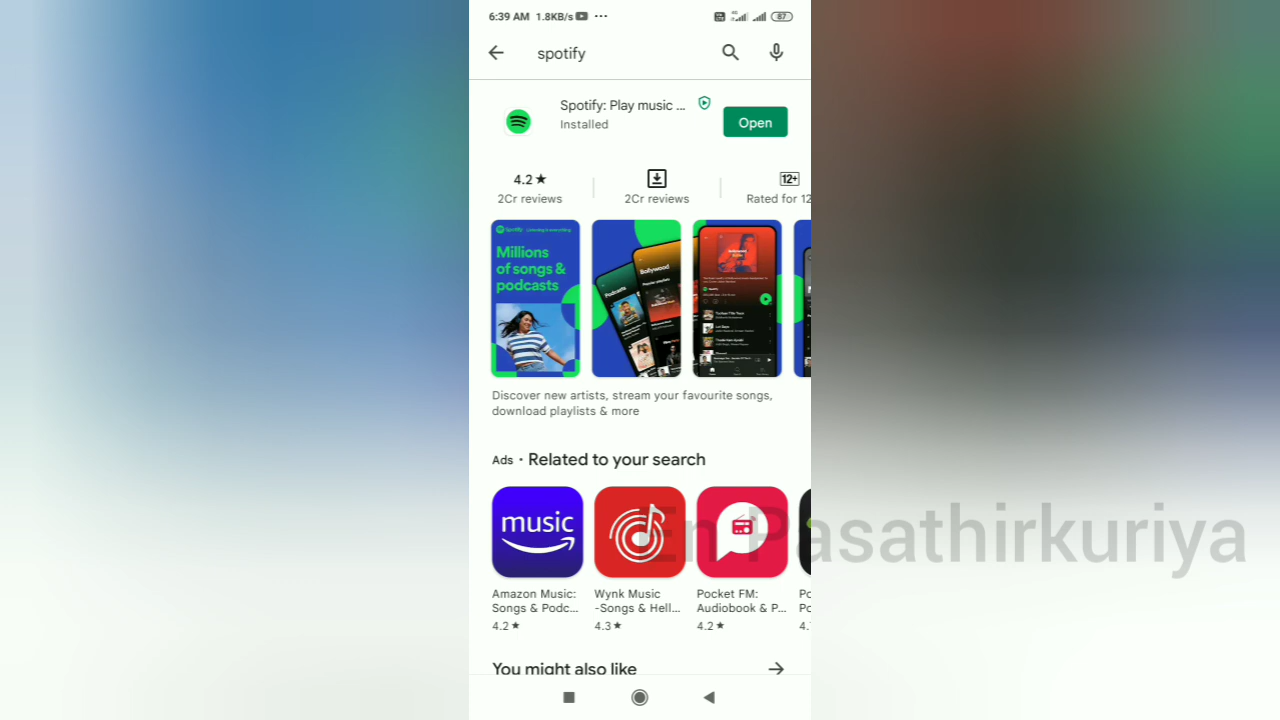 6:39 AM 1.8KB/s ...
87
spotify
Spotify: Play music ...
Installed
Open
4.2★
2Cr reviews
2Cr reviews
12+
Rated for 12
Spotify
Millions
of songs &
podcasts
Podcasts
Bollywood
Discover new artists, stream your favourite songs,
download playlists & more
Ads • Related to your search
music
En Pasathirkuriya
Amazon Music:
Songs & Podc...
4.2★
Wynk Music
-Songs & Hell...
4.3★
Pocket FM:
Audiobook & P...
4.2★
You might also like